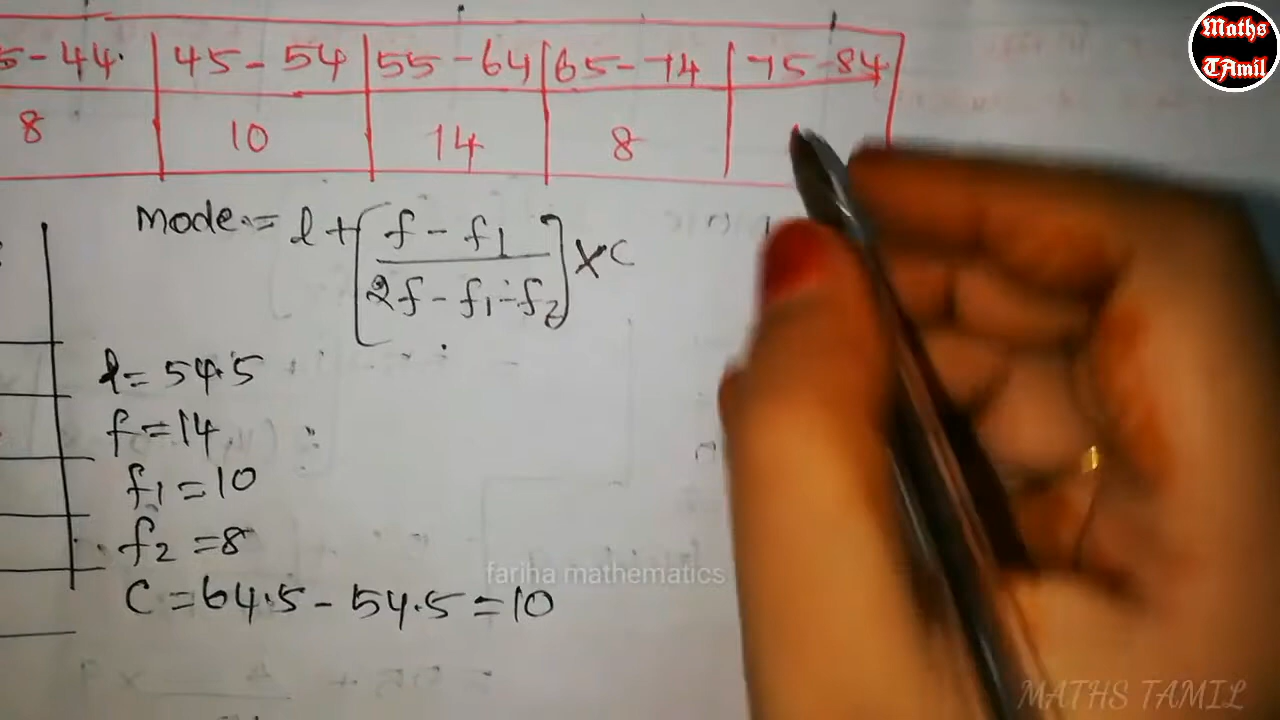 Maths
TAmil
5-44 45-54 55-64 65-74 75-84
8 10 14 8
mode = l + [f - f1 / 2f - f1 - f2] × c
l = 54.5
f = 14
f1 = 10
f2 = 8
C = 64.5 - 54.5 = 10
fariha mathematics
MATHS TAMIL